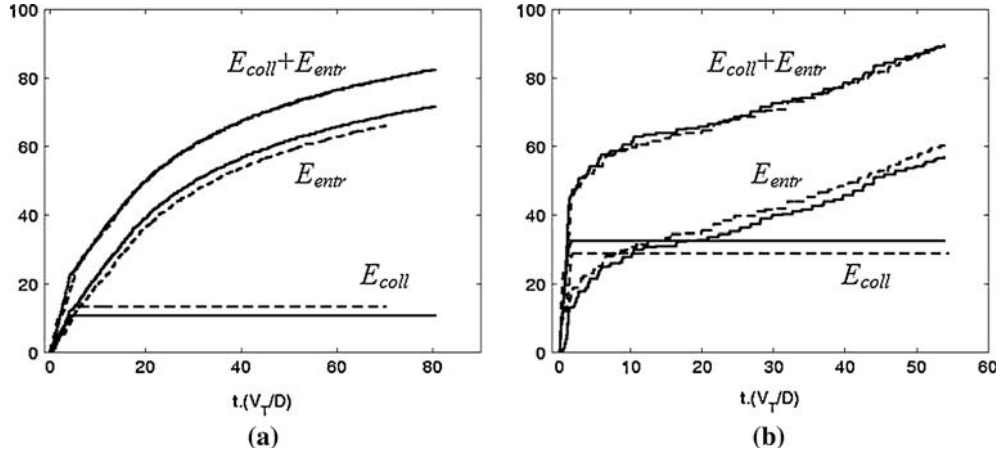 100
80
60
40
20
0
E_coll+E_entr
E_entr
E_coll
0 20 40 60 80
t.(V_T/D)
(a)
100
80
60
40
20
0
E_coll+E_entr
E_entr
E_coll
0 10 20 30 40 50 60
t.(V_T/D)
(b)